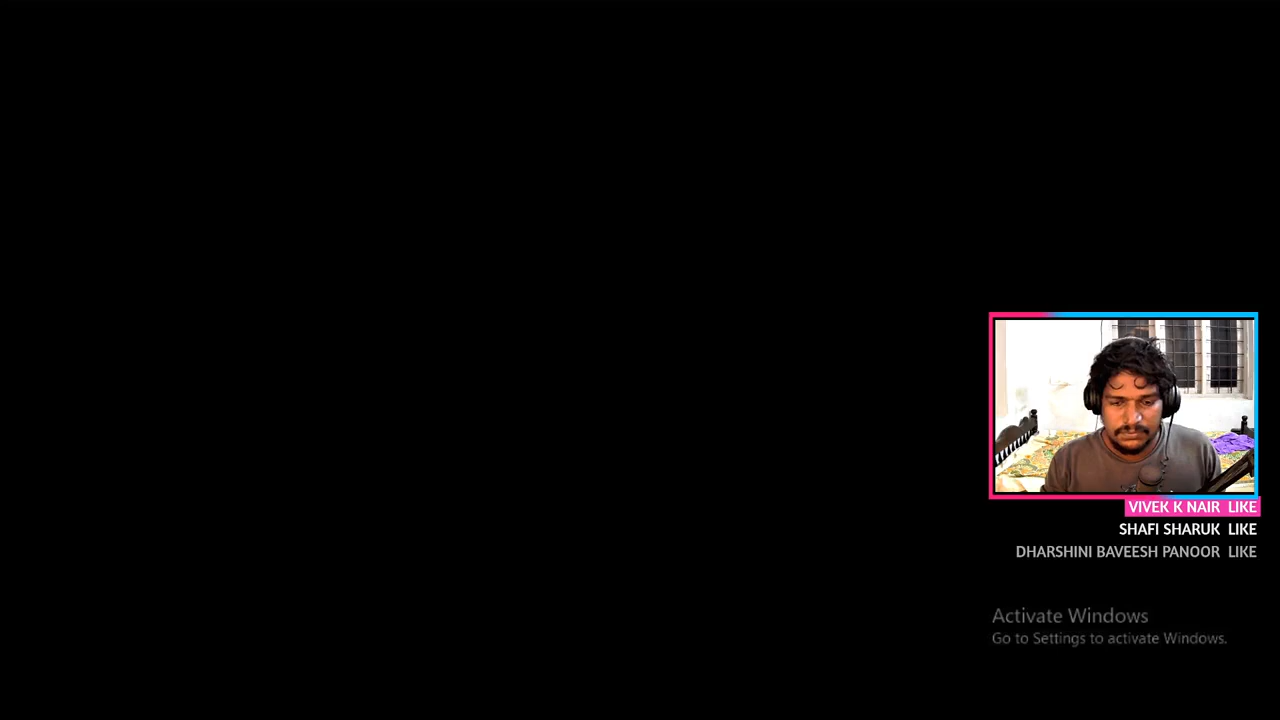 VIVEK K NAIR LIKE
SHAFI SHARUK LIKE
DHARSHINI BAVEESH PANOOR LIKE
Activate Windows
Go to Settings to activate Windows.